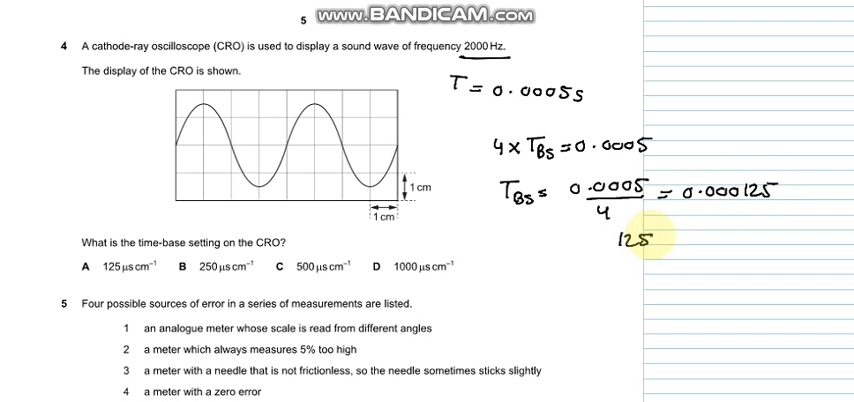 5
www.BANDICAM.com
4 A cathode-ray oscilloscope (CRO) is used to display a sound wave of frequency 2000 Hz.
The display of the CRO is shown.
T = 0.0005s
4 x TBS = 0.0005
TBS = 0.0005 / 4 = 0.000125
125
1 cm
1 cm
What is the time-base setting on the CRO?
A 125 µs cm⁻¹ B 250 µs cm⁻¹ C 500 µs cm⁻¹ D 1000 µs cm⁻¹
5 Four possible sources of error in a series of measurements are listed.
1 an analogue meter whose scale is read from different angles
2 a meter which always measures 5% too high
3 a meter with a needle that is not frictionless, so the needle sometimes sticks slightly
4 a meter with a zero error